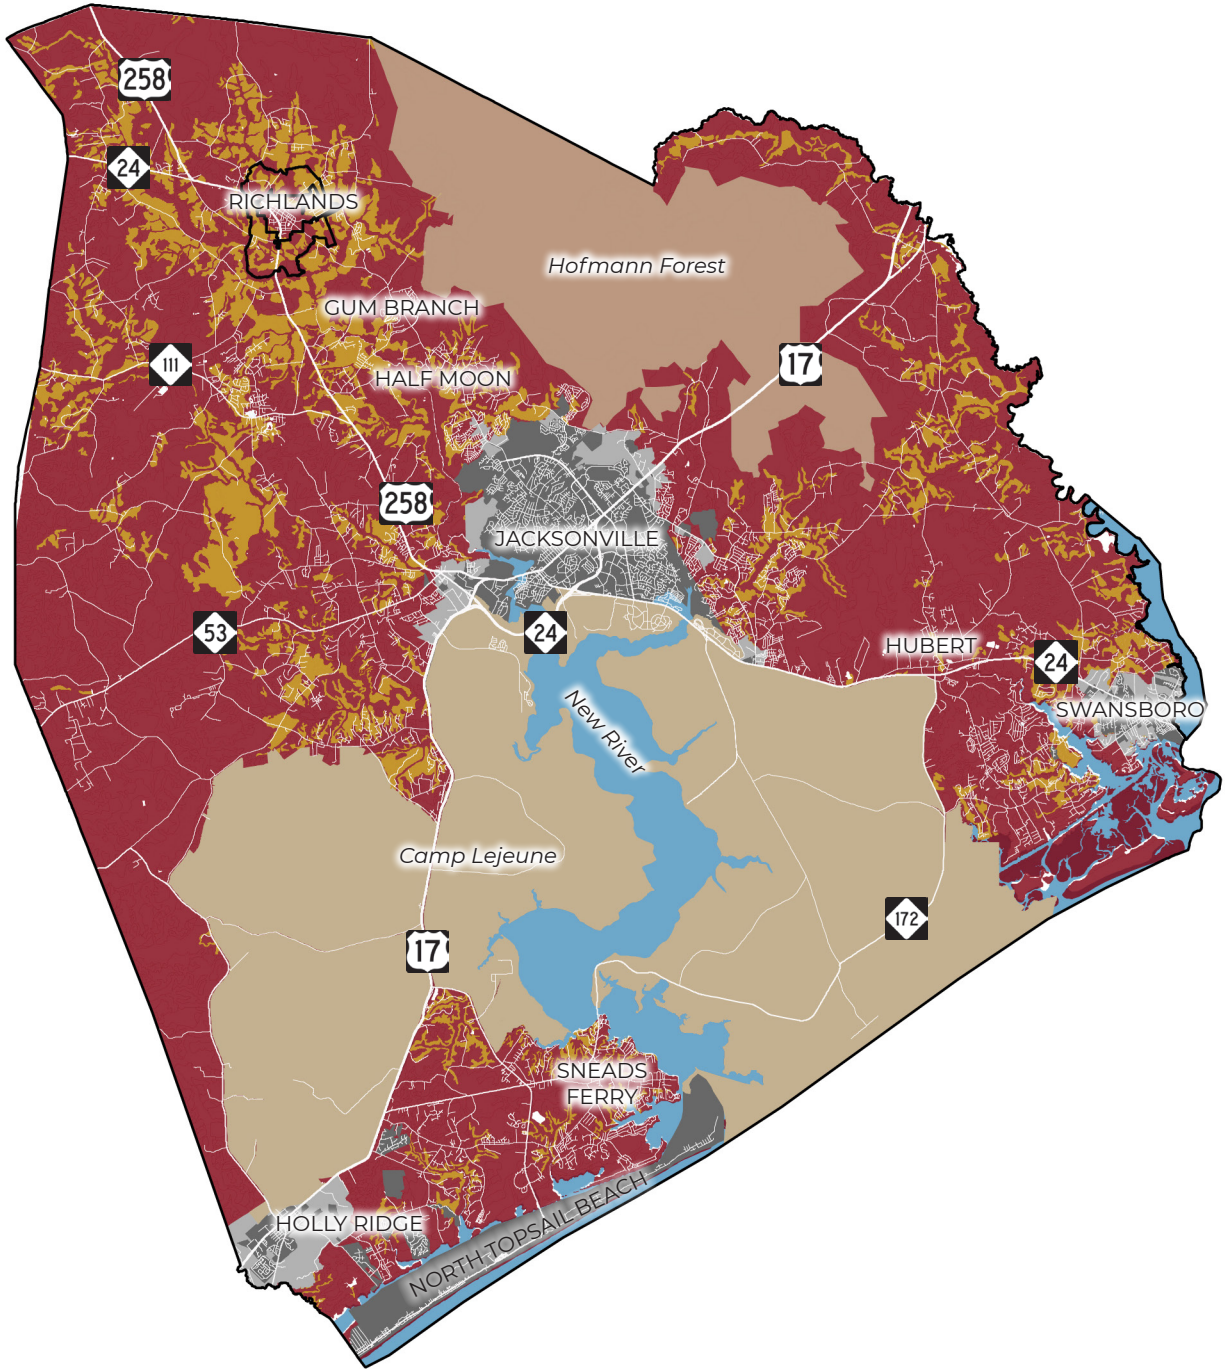 258
24
RICHLANDS
Hofmann Forest
GUM BRANCH
17
111
HALF MOON
258
JACKSONVILLE
53
24
HUBERT
24
SWANSBORO
New River
Camp Lejeune
172
17
SNEADS
FERRY
HOLLY RIDGE
NORTH TOPSAIL BEACH